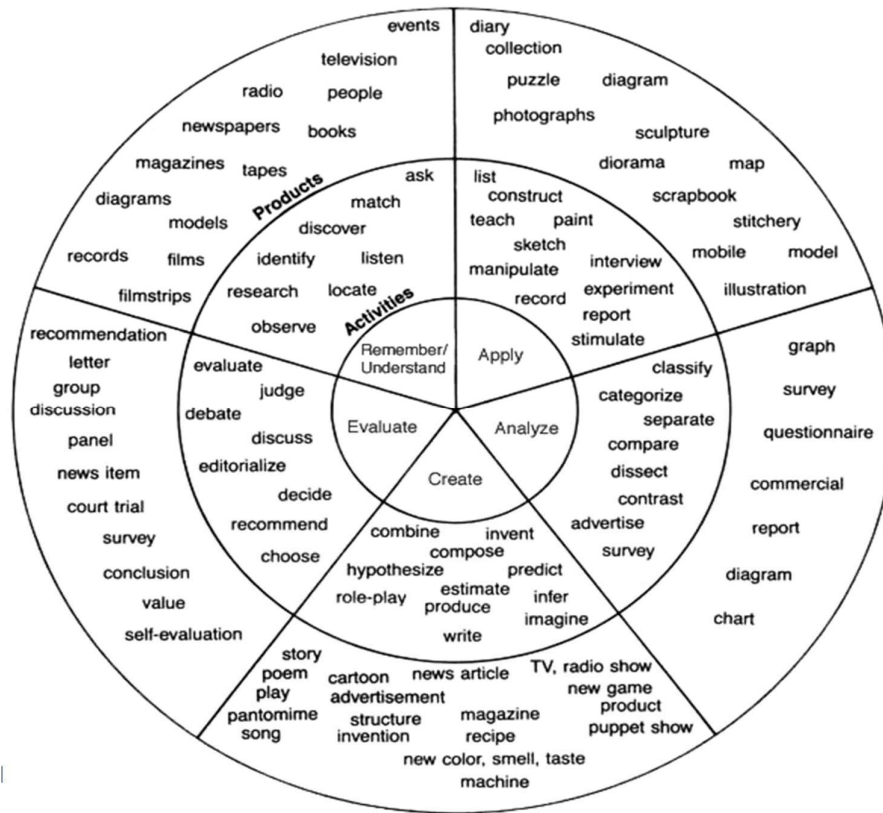 events
television
radio
people
newspapers
books
magazines
tapes
diagrams
models
records
films
filmstrips
diary
collection
puzzle
diagram
photographs
sculpture
diorama
map
scrapbook
stitchery
mobile
model
illustration
Products
ask
match
discover
identify
listen
research
locate
observe
Activities
list
construct
teach
paint
sketch
manipulate
interview
record
experiment
report
stimulate
Remember/
Understand
Apply
Evaluate
Analyze
Create
recommendation
letter
group
discussion
panel
news item
court trial
survey
conclusion
value
self-evaluation
evaluate
judge
debate
discuss
editorialize
decide
recommend
choose
classify
categorize
separate
compare
dissect
contrast
advertise
survey
graph
survey
questionnaire
commercial
report
diagram
chart
combine
invent
compose
hypothesize
predict
estimate
role-play
infer
produce
imagine
write
story
poem
play
pantomime
song
cartoon
news article
advertisement
structure
magazine
invention
recipe
TV, radio show
new game
product
puppet show
new color, smell, taste
machine